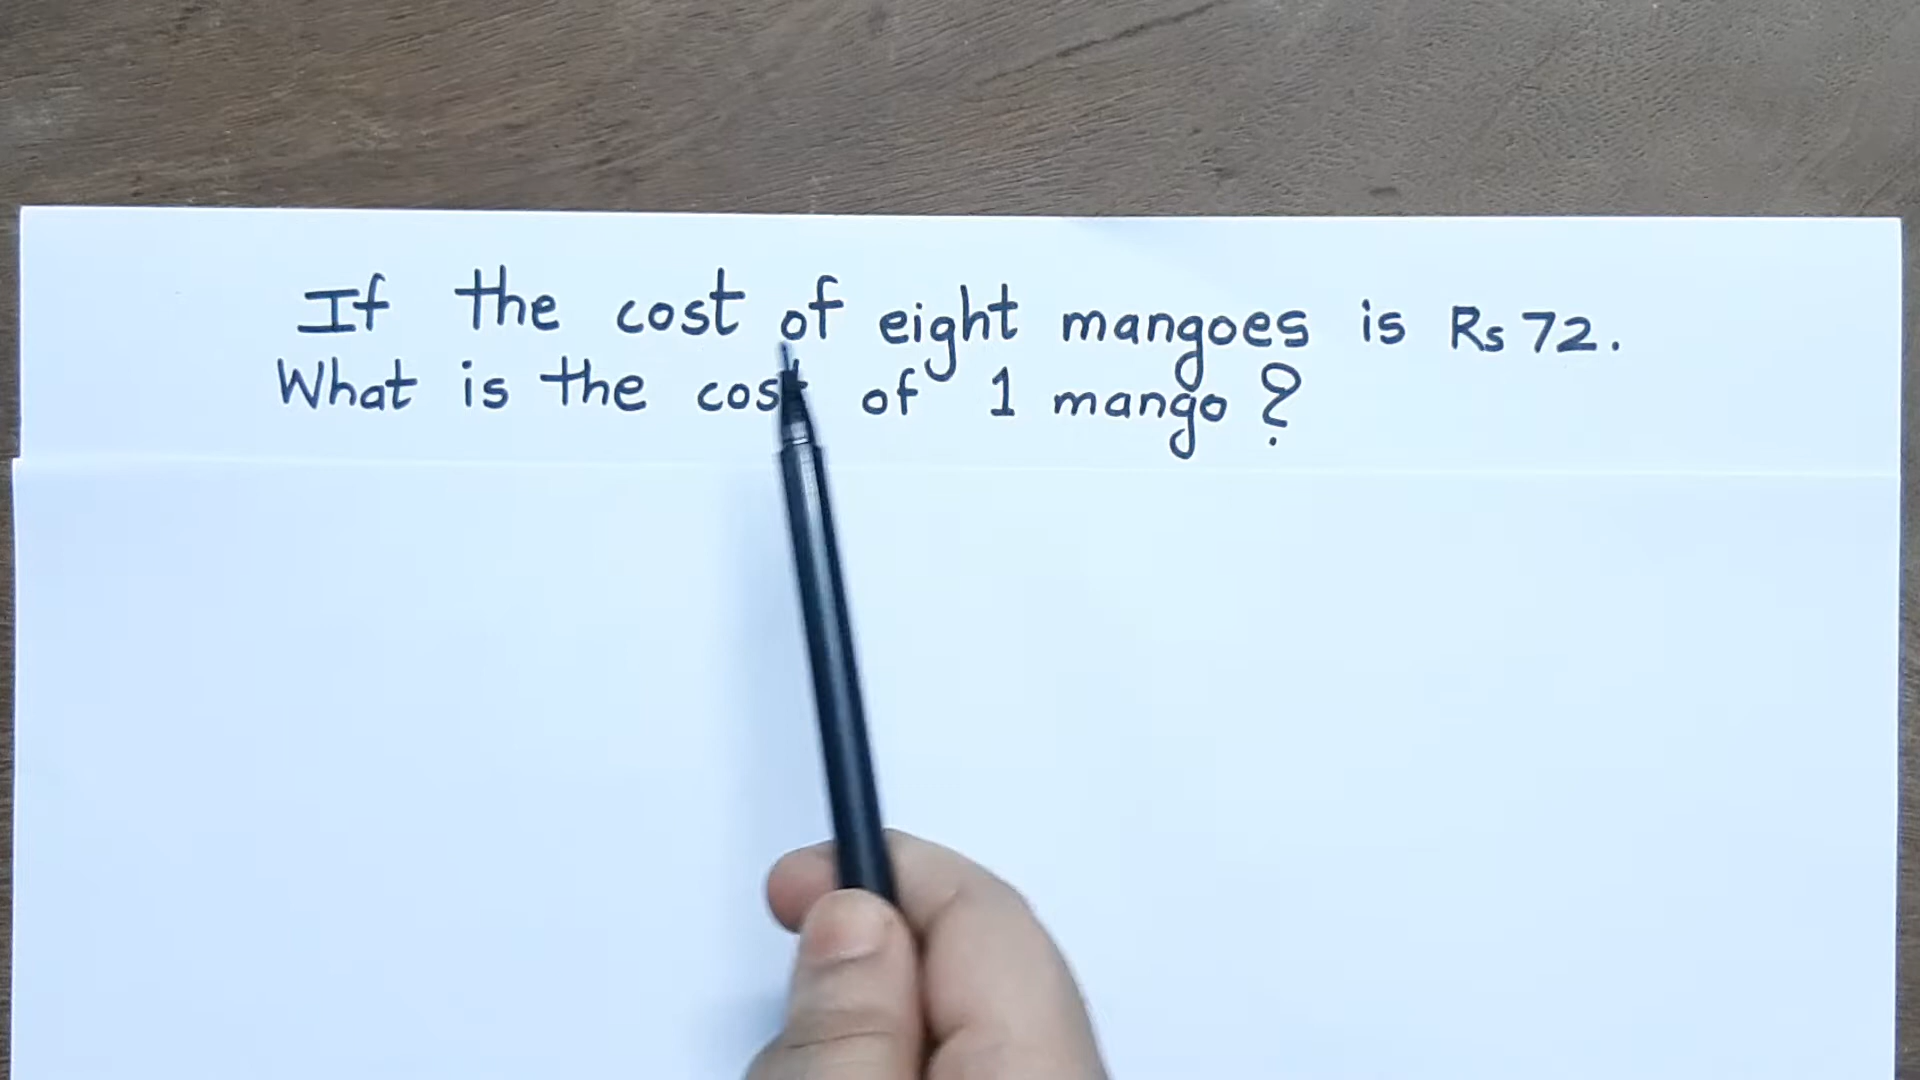 If the cost of eight mangoes is Rs 72.
What is the cost of 1 mango?